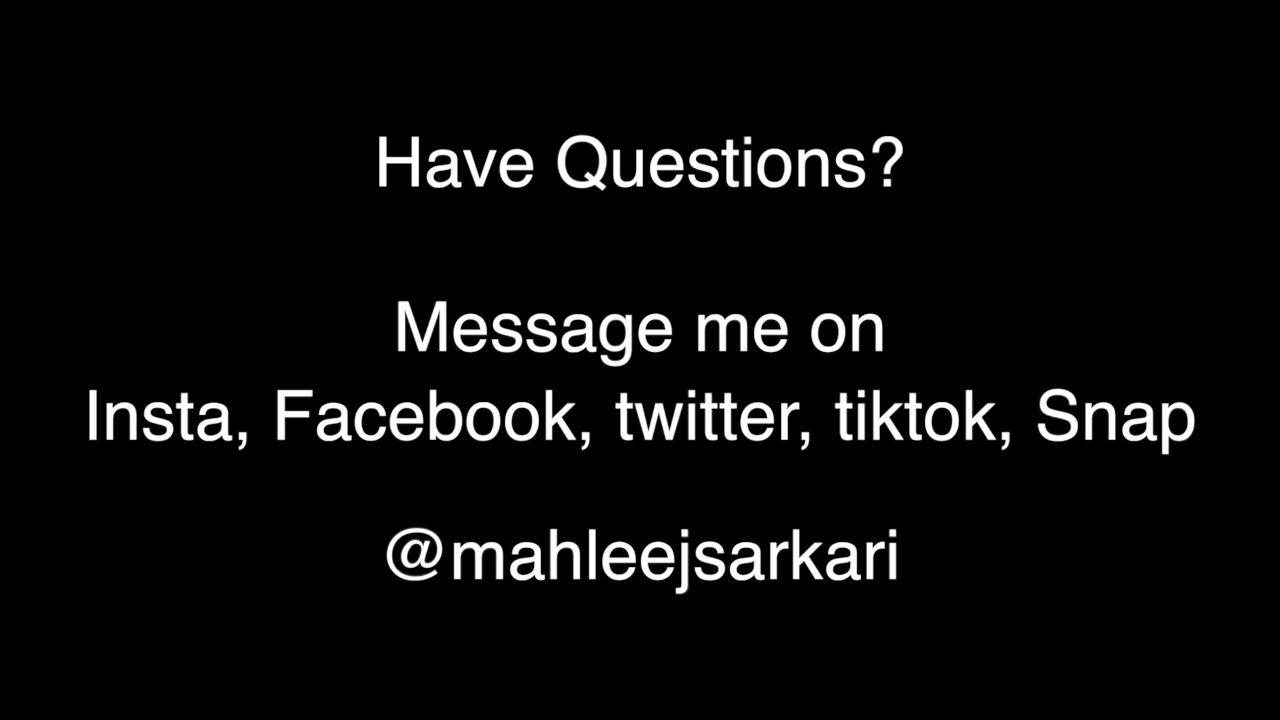 Have Questions?
Message me on
Insta, Facebook, twitter, tiktok, Snap
@mahleejsarkari